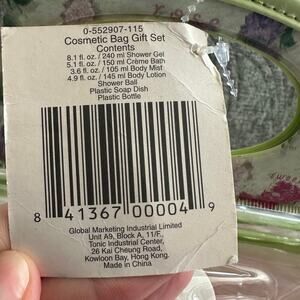 0-552907-115
Cosmetic Bag Gift Set
Contents
8.1 fl. oz / 240 ml Shower Gel
5.1 fl. oz / 150 ml Crème Bath
3.6 fl. oz / 105 ml Body Mist
4.9 fl. oz / 145 ml Body Lotion
Shower Ball
Plastic Soap Dish
Plastic Bottle
8 41367 00004 9
Global Marketing Industrial Limited
Unit A9, Block A, 11/F.,
Tonic Industrial Center,
26 Kai Cheung Road,
Kowloon Bay, Hong Kong.
Made in China